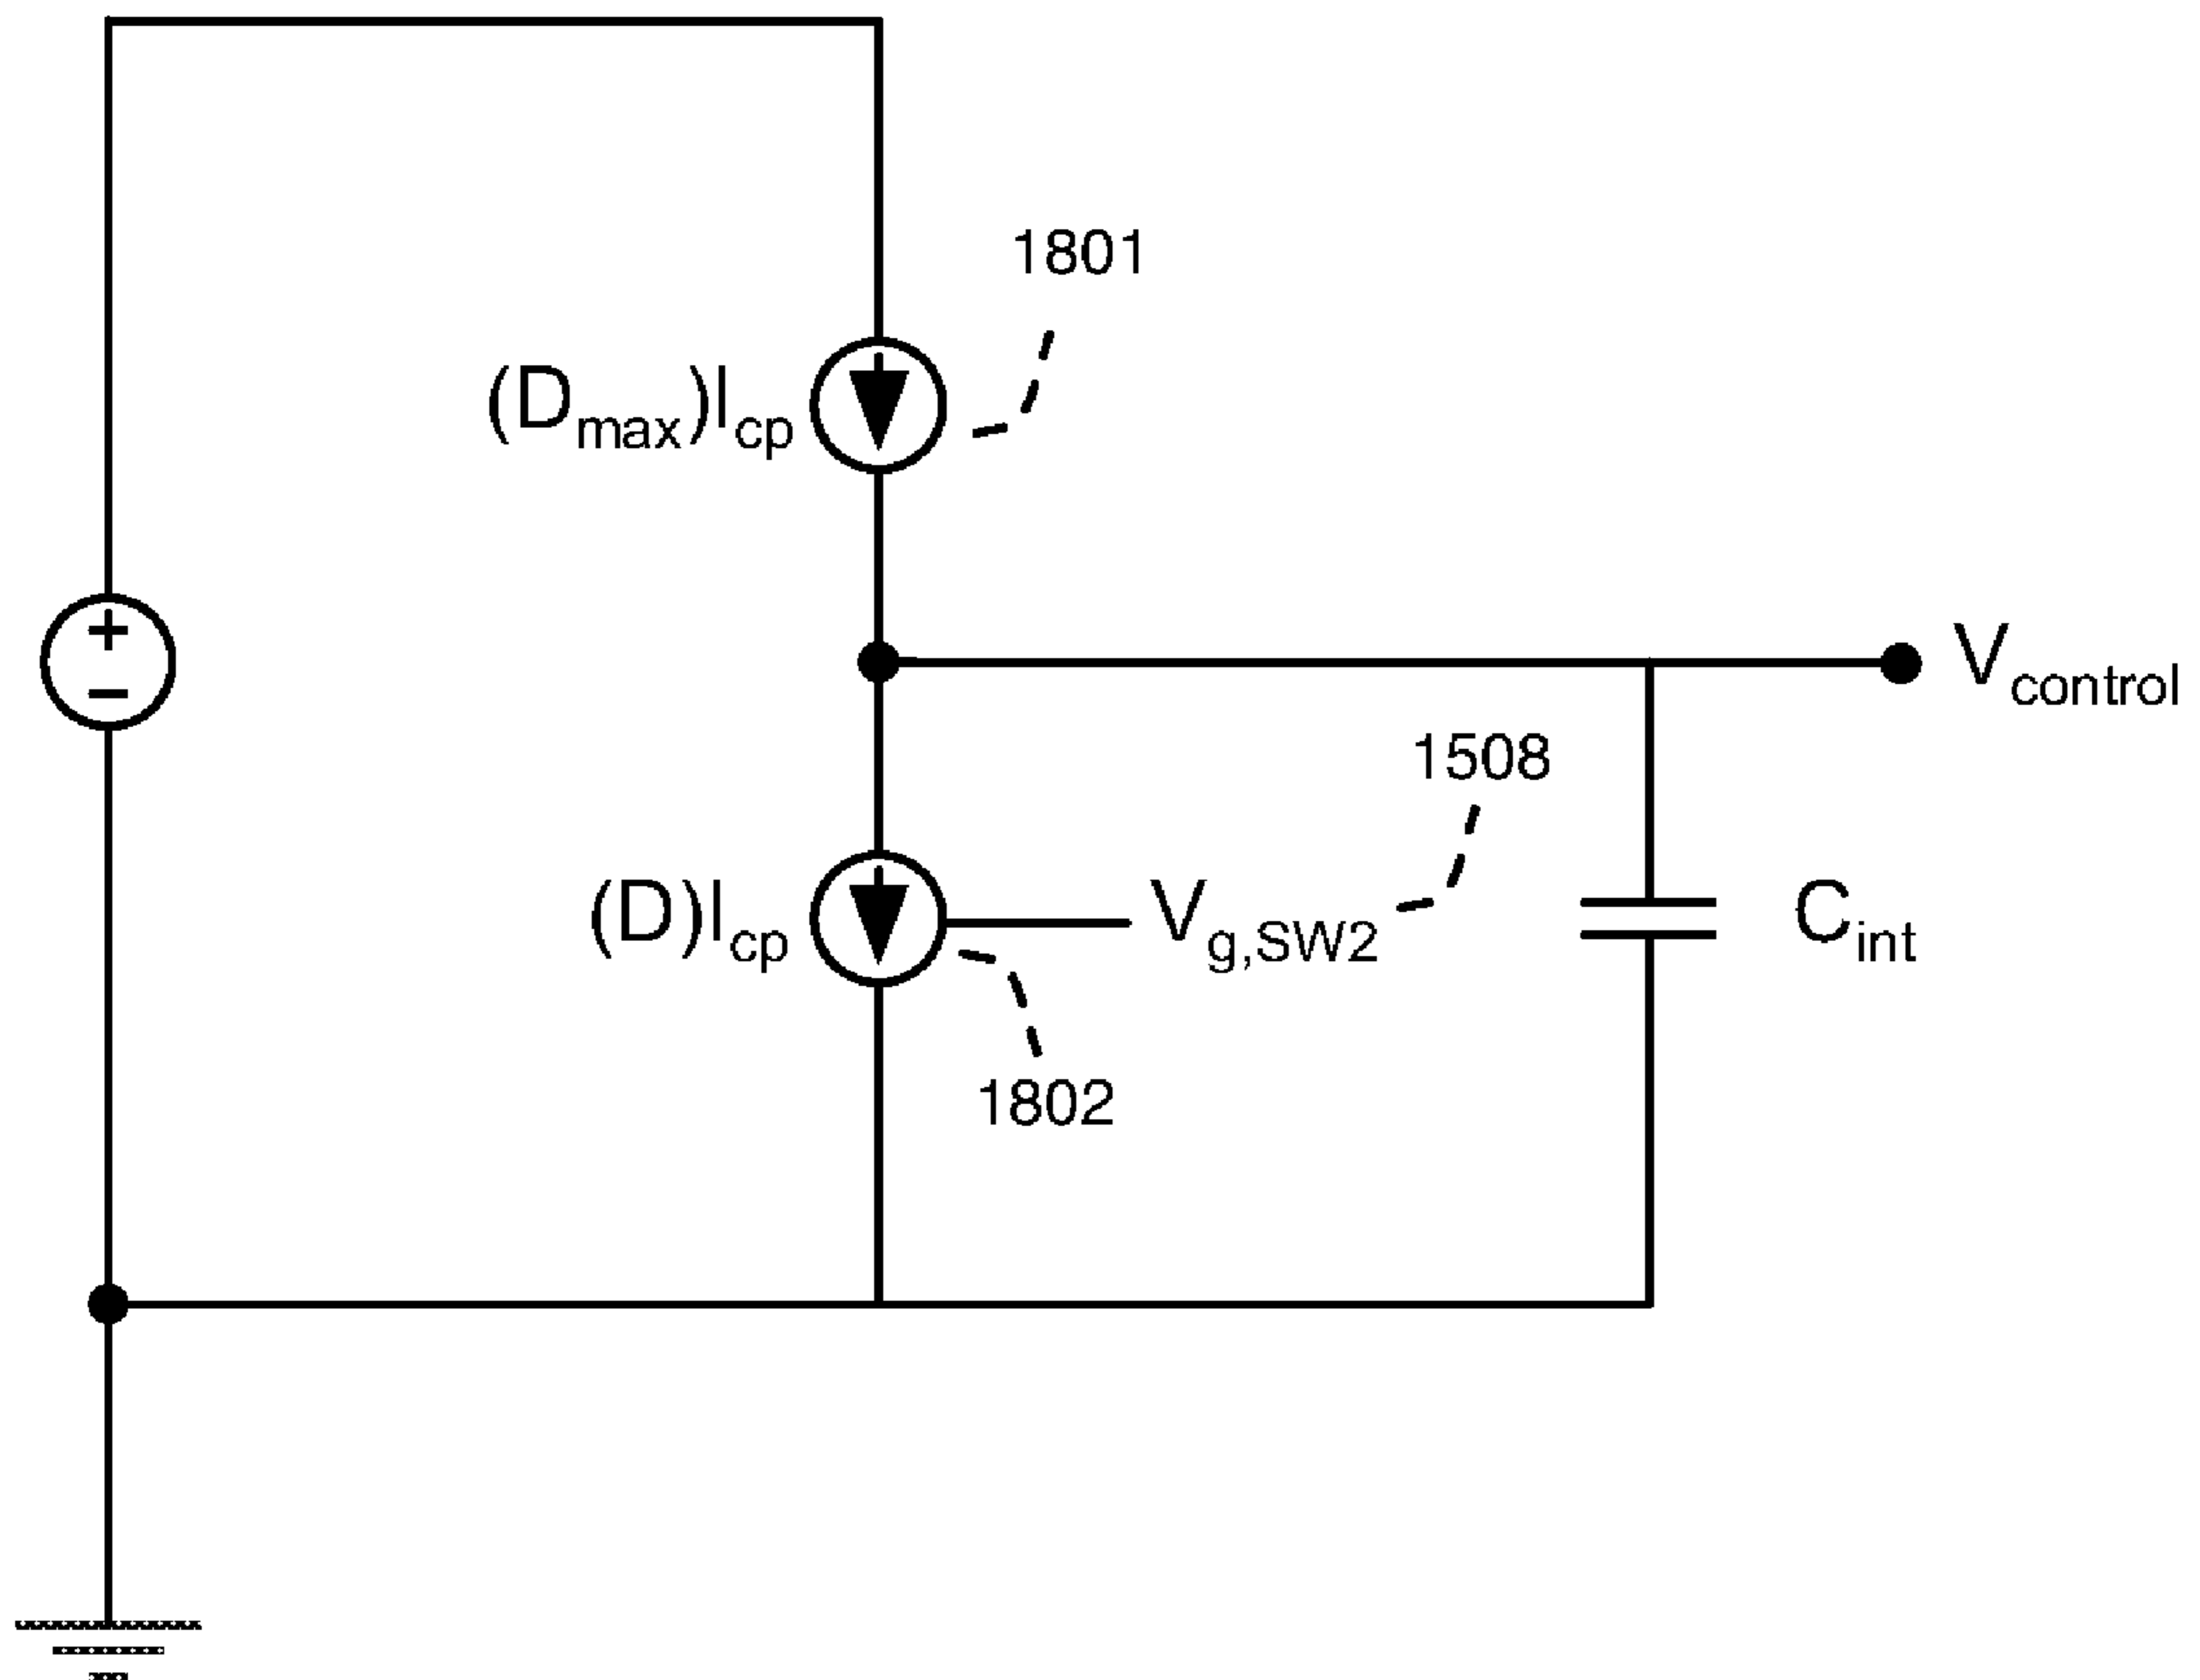 1801
(Dmax)Icp
+
−
Vcontrol
1508
(D)Icp
Vg,SW2
Cint
1802